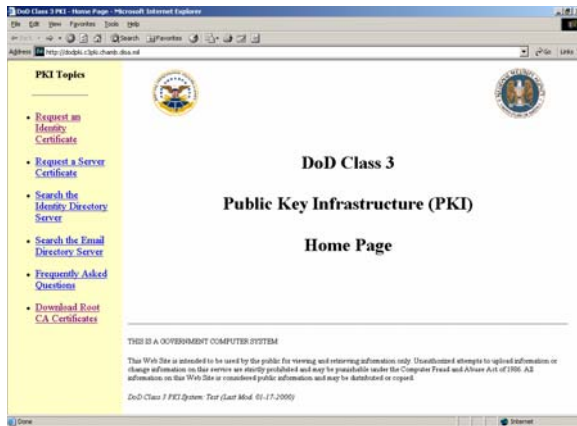 DoD Class 3 PKI - Home Page - Microsoft Internet Explorer
File Edit View Favorites Tools Help
Search Favorites
Address http://dodpki.c3pki.chamb.disa.mil Go Links
PKI Topics
Request an
Identity
Certificate
Request a Server
Certificate
Search the
Identity Directory
Server
Search the Email
Directory Server
Frequently Asked
Questions
Download Root
CA Certificates
DoD Class 3
Public Key Infrastructure (PKI)
Home Page
THIS IS A GOVERNMENT COMPUTER SYSTEM
This Web Site is intended to be used by the public for viewing and retrieving information only. Unauthorized attempts to upload information or
change information on this service are strictly prohibited and may be punishable under the Computer Fraud and Abuse Act of 1986. All
information on this Web Site is considered public information and may be distributed or copied.
DoD Class 3 PKI System: Test (Last Mod. 01-17-2000)
Done Internet